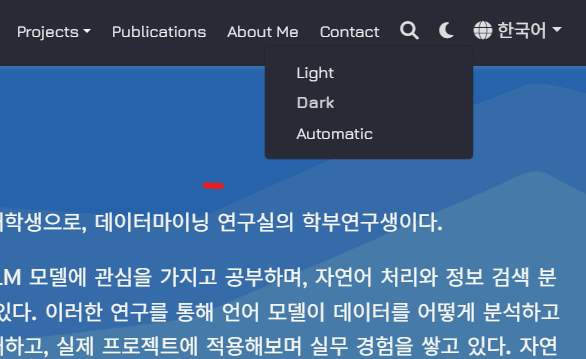 Projects Publications About Me Contact 한국어
Light
Dark
Automatic
학생으로, 데이터마이닝 연구실의 학부연구생이다.
LM 모델에 관심을 가지고 공부하며, 자연어 처리와 정보 검색 분
있다. 이러한 연구를 통해 언어 모델이 데이터를 어떻게 분석하고
하고, 실제 프로젝트에 적용해보며 실무 경험을 쌓고 있다. 자연